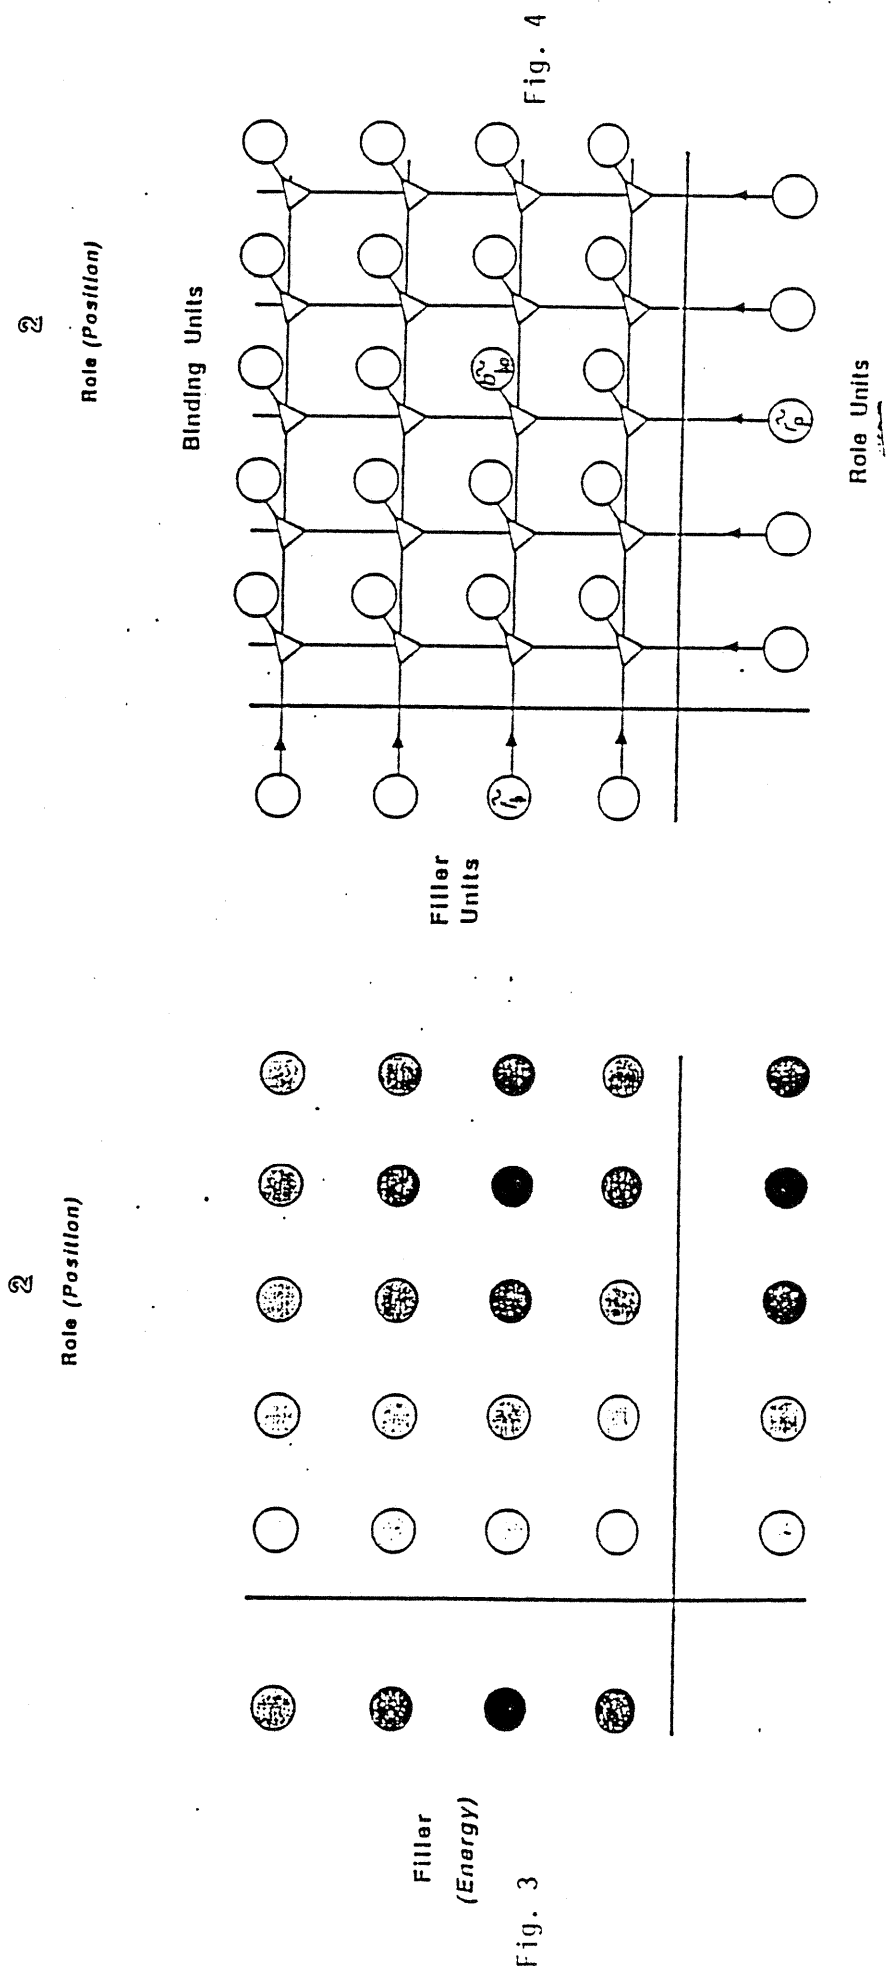 2
Role (Position)
Filler
(Energy)
Fig. 3
2
Role (Position)
Binding Units
Filler
Units
Role Units
Fig. 4